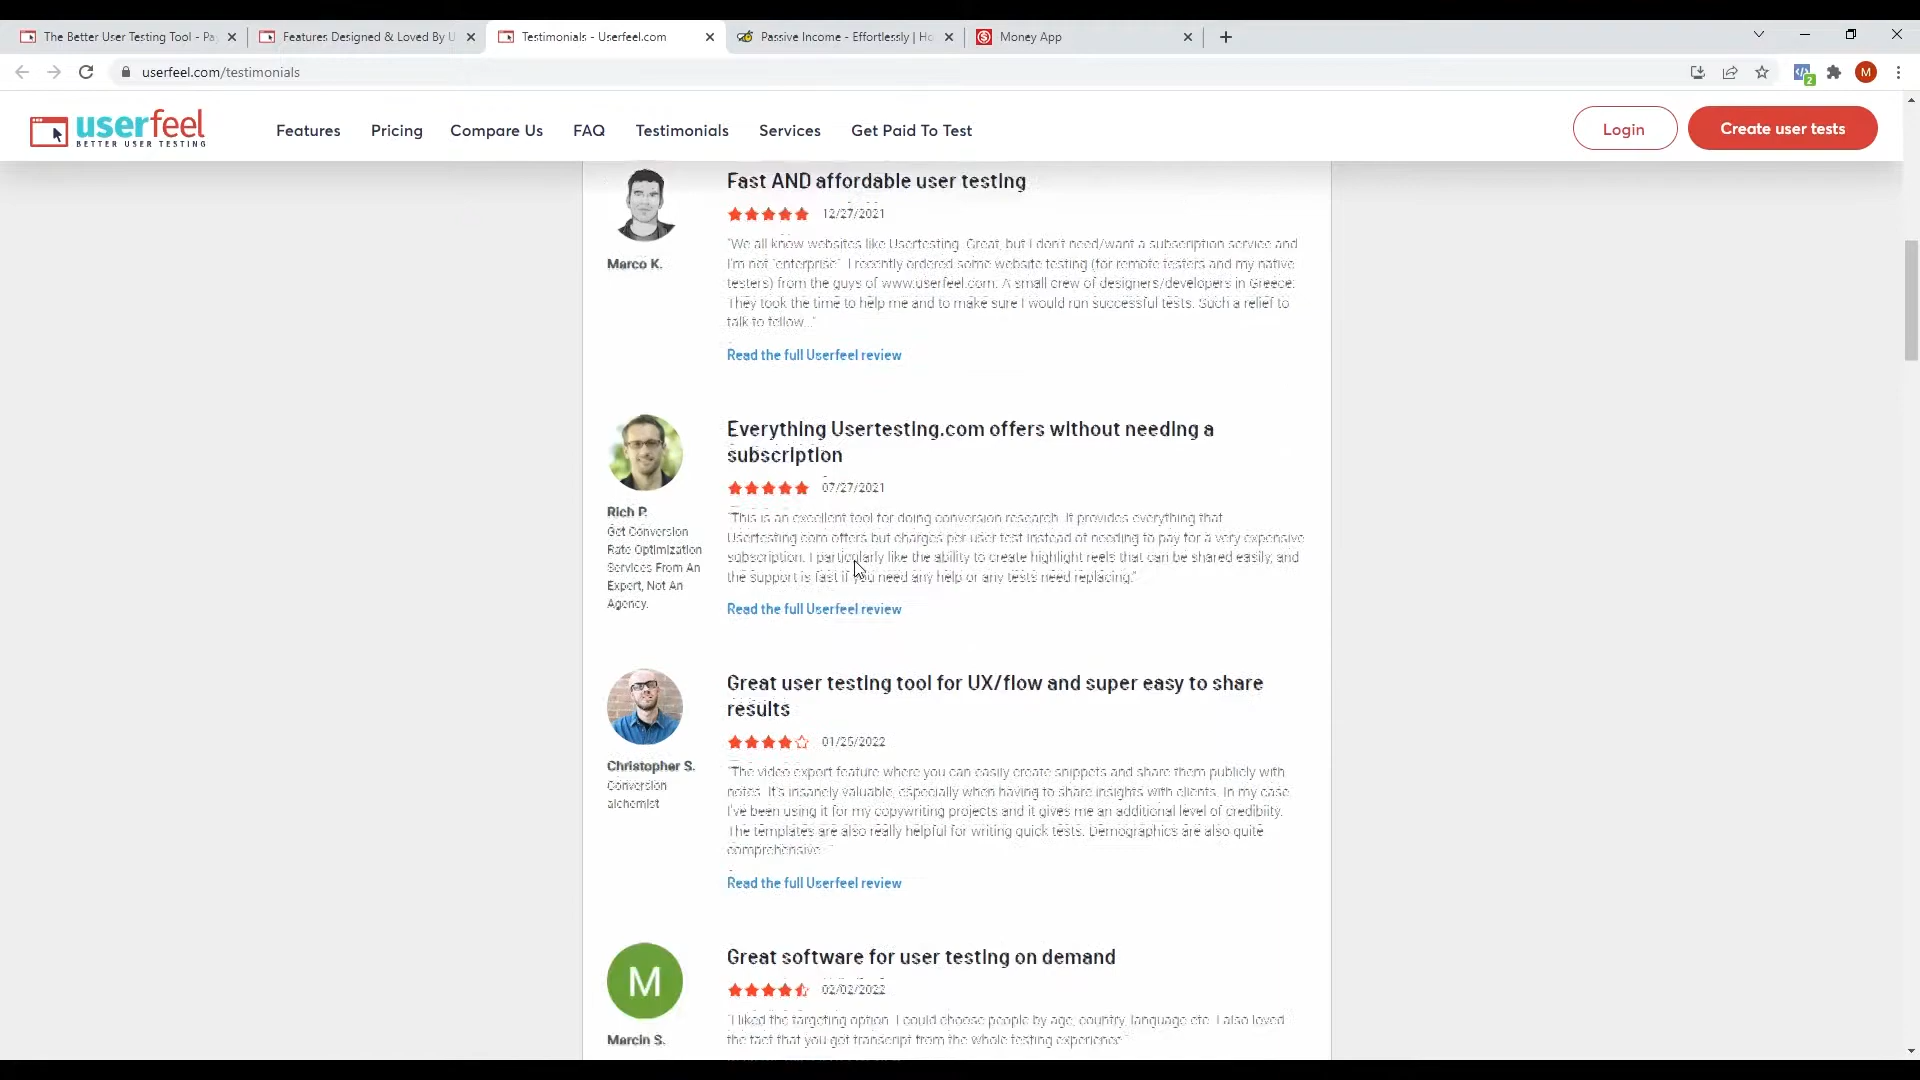 The Better User Testing Tool - Pa
Features Designed & Loved By U
Testimonials - Userfeel.com
Passive Income - Effortlessly | Ho
Money App
userfeel.com/testimonials
2
M
userfeel
BETTER USER TESTING
Features
Pricing
Compare Us
FAQ
Testimonials
Services
Get Paid To Test
Login
Create user tests
Fast AND affordable user testing
12/27/2021
Marco K.
"We all know websites like Usertesting. Great, but I don't need/want a subscription service and
I'm not "enterprise". I recently ordered some website testing (for remote testers and my native
testers) from the guys of www.userfeel.com. A small crew of designers/developers in Greece.
They took the time to help me and to make sure I would run successful tests. Such a relief to
talk to fellow..."
Read the full Userfeel review
Everything Usertesting.com offers without needing a
subscription
07/27/2021
Rich P.
Get Conversion
Rate Optimization
Services From An
Expert, Not An
Agency.
"This is an excellent tool for doing conversion research. It provides everything that
Usertesting.com offers but charges per user test instead of needing to pay for a very expensive
subscription. I particularly like the ability to create highlight reels that can be shared easily, and
the support is fast if you need any help or any tests need replacing."
Read the full Userfeel review
Great user testing tool for UX/flow and super easy to share
results
01/25/2022
Christopher S.
Conversion
alchemist
"The video export feature where you can easily create snippets and share them publicly with
notes. It's insanely valuable, especially when having to share insights with clients. In my case
I've been using it for my copywriting projects and it gives me an additional level of credibiity.
The templates are also really helpful for writing quick tests. Demographics are also quite
comprehensive. "
Read the full Userfeel review
M
Great software for user testing on demand
02/02/2022
Marcin S.
"I liked the targeting option. I could choose people by age, country, language etc. I also loved
the fact that you got transcript from the whole testing experience."